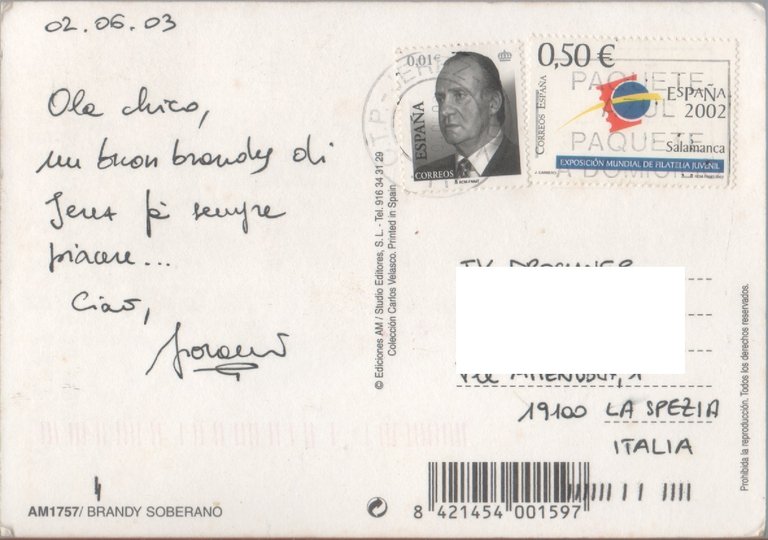 02.06.03
Ola chico,
un buon brandy di
Jerez fa sempre
piacere...
Ciao,
0,01€
ESPAÑA
CORREOS
0,50 €
CORREOS ESPAÑA
ESPAÑA
2002
Salamanca
EXPOSICIÓN MUNDIAL DE FILATELIA JUVENIL
PAQUETE
AZUL
PAQUETE
A DOMICILIO
© Ediciones AM / Studio Editores, S. L. - Tel. 916 34 31 29
Colección Carlos Velasco. Printed in Spain
19100 LA SPEZIA
ITALIA
Prohibida la reproducción. Todos los derechos reservados.
AM1757/ BRANDY SOBERANO
8 421454 001597